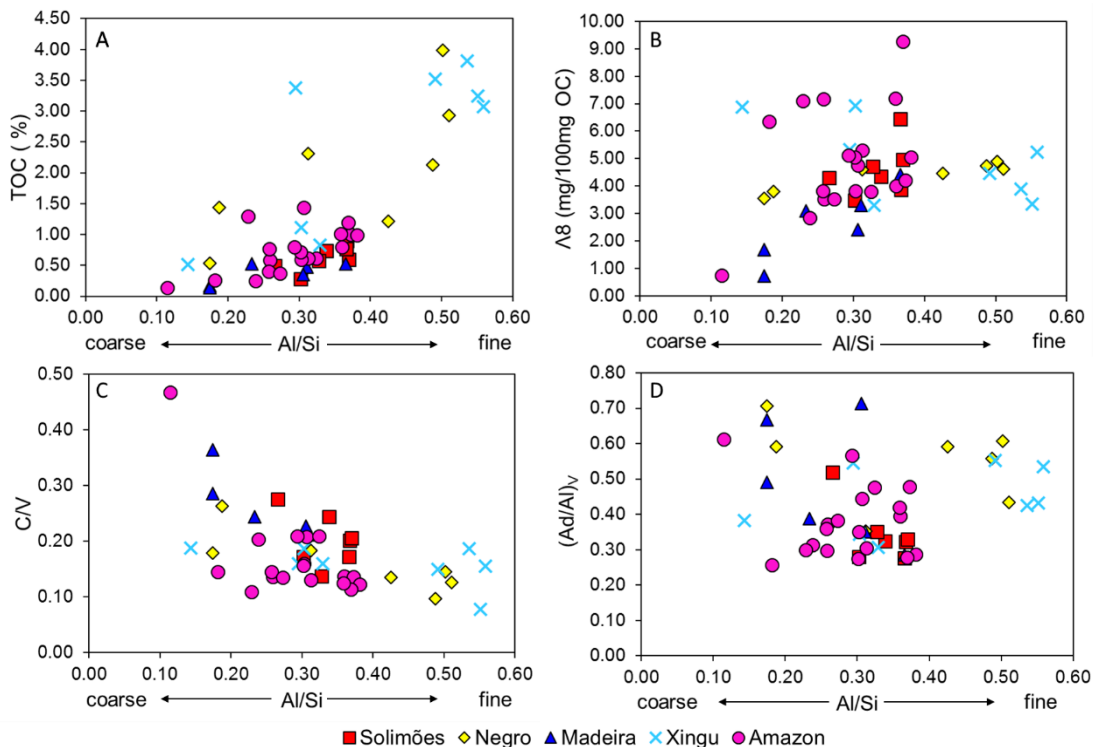 A
TOC ( %)
4.50
4.00
3.50
3.00
2.50
2.00
1.50
1.00
0.50
0.00
0.00 0.10 0.20 0.30 0.40 0.50 0.60
coarse Al/Si fine
B
Λ8 (mg/100mg OC)
10.00
9.00
8.00
7.00
6.00
5.00
4.00
3.00
2.00
1.00
0.00
0.00 0.10 0.20 0.30 0.40 0.50 0.60
coarse Al/Si fine
C
C/V
0.50
0.40
0.30
0.20
0.10
0.00
0.00 0.10 0.20 0.30 0.40 0.50 0.60
coarse Al/Si fine
D
(Ad/Al)V
0.80
0.70
0.60
0.50
0.40
0.30
0.20
0.10
0.00
0.00 0.10 0.20 0.30 0.40 0.50 0.60
coarse Al/Si fine
Solimões Negro Madeira Xingu Amazon